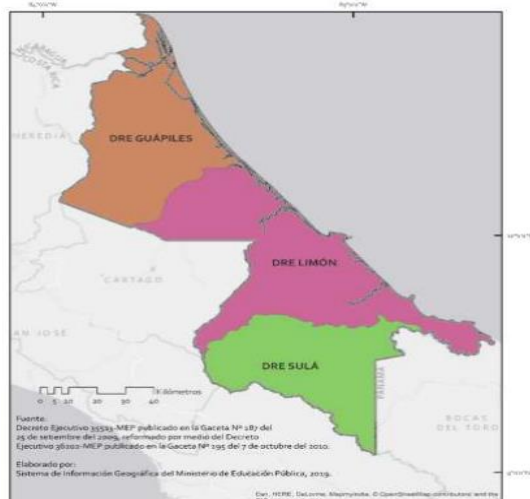 NICARAGUA
COSTA RICA
HEREDIA
DRE GUÁPILES
DRE LIMÓN
CARTAGO
SAN JOSE
DRE SULÁ
PANAMA
Kilómetros
0 5 10 20 30 40
BOCAS
DEL TORO
Fuente:
Decreto Ejecutivo 35513-MEP publicado en la Gaceta Nº 187 del
25 de setiembre del 2009, reformado por medio del Decreto
Ejecutivo 36202-MEP publicado en la Gaceta Nº 195 del 7 de octubre del 2010.
Elaborado por:
Sistema de Información Geográfica del Ministerio de Educación Pública, 2019.
Esri, HERE, DeLorme, MapmyIndia, © OpenStreetMap contributors, and the